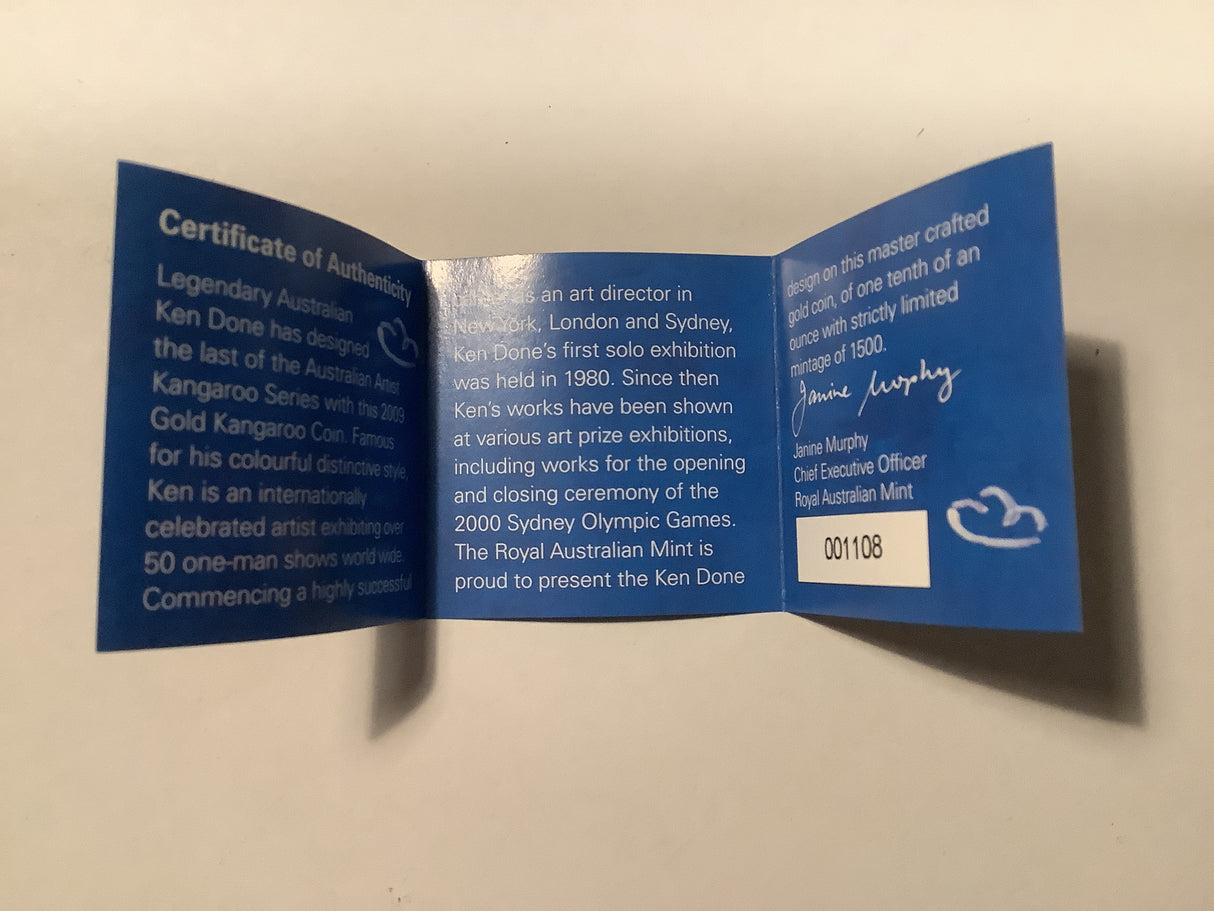 Certificate of Authenticity
Legendary Australian
Ken Done has designed
the last of the Australian Artist
Kangaroo Series with this 2009
Gold Kangaroo Coin. Famous
for his colourful distinctive style,
Ken is an internationally
celebrated artist exhibiting over
50 one-man shows world wide.
Commencing a highly successful
as an art director in
New York, London and Sydney,
Ken Done's first solo exhibition
was held in 1980. Since then
Ken's works have been shown
at various art prize exhibitions,
including works for the opening
and closing ceremony of the
2000 Sydney Olympic Games.
The Royal Australian Mint is
proud to present the Ken Done
design on this master crafted
gold coin, of one tenth of an
ounce with strictly limited
mintage of 1500.
Janine Murphy
Janine Murphy
Chief Executive Officer
Royal Australian Mint
001108